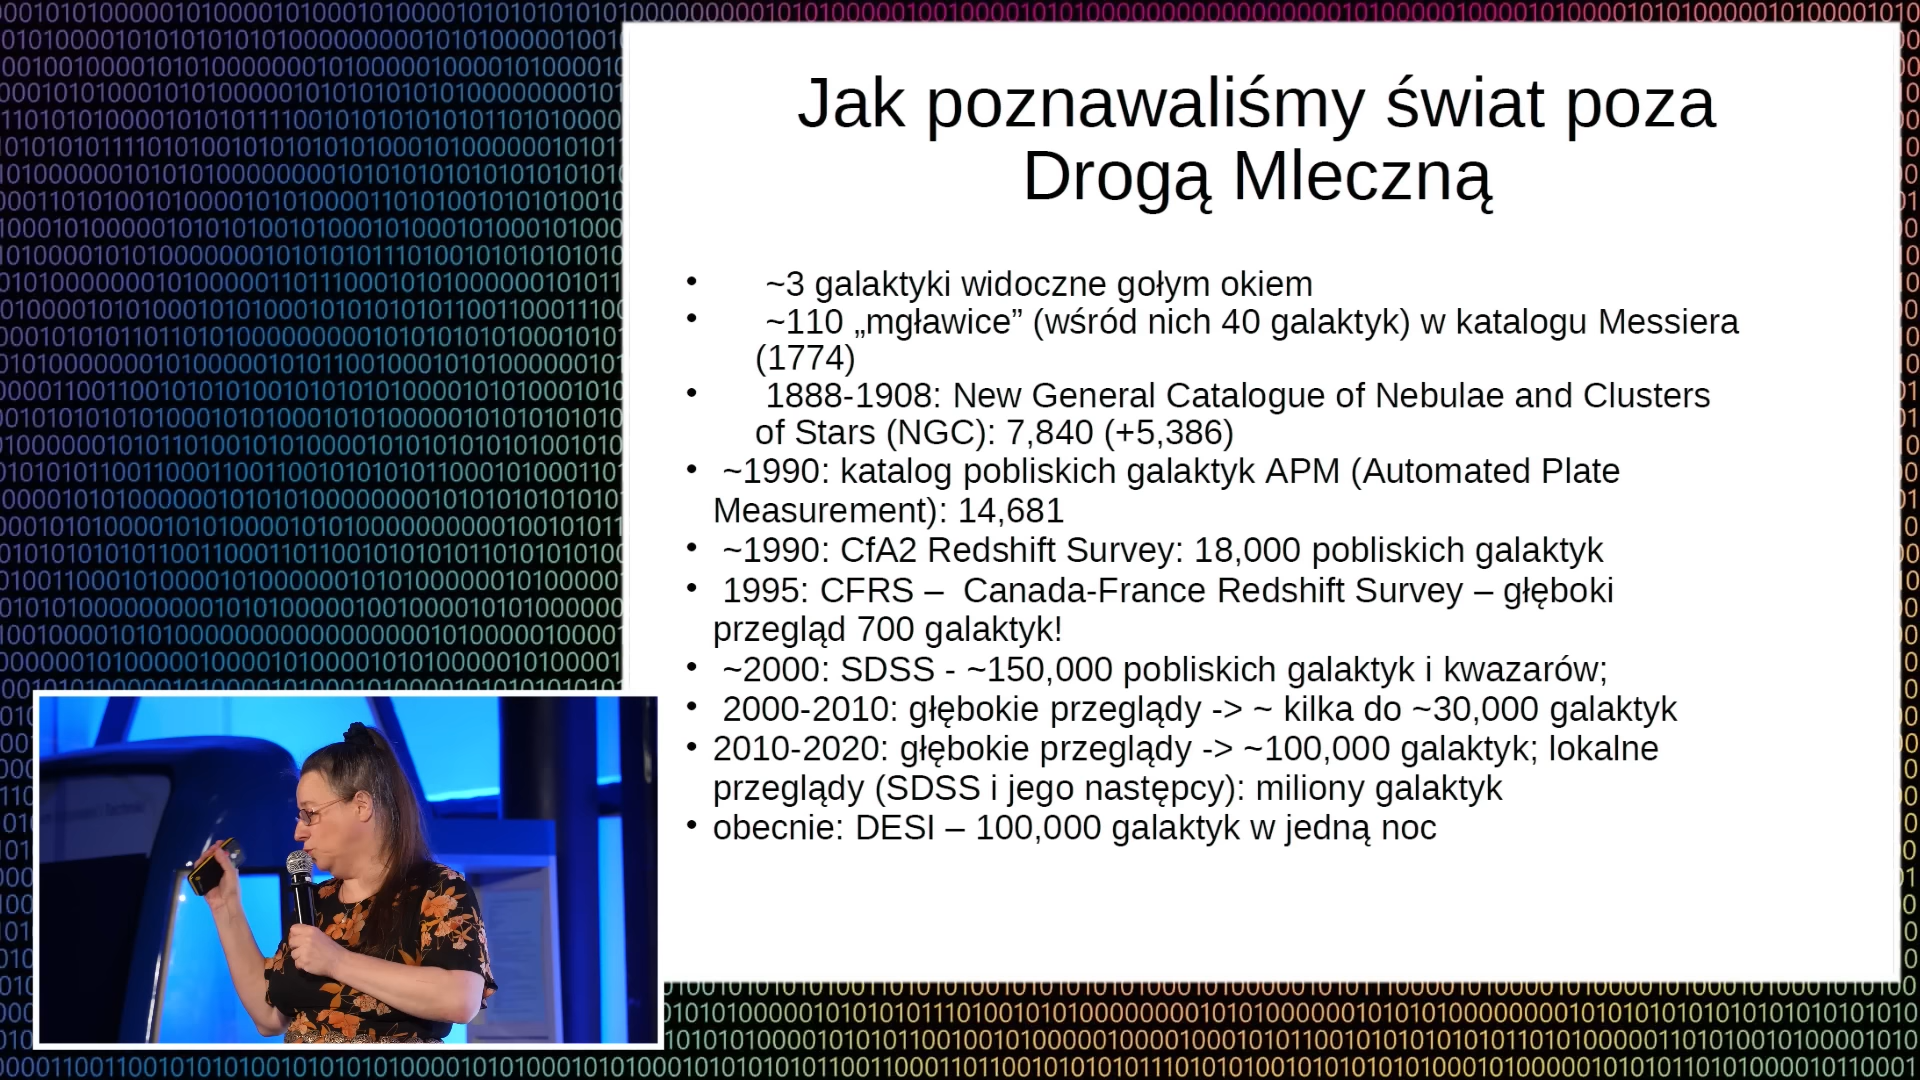 Jak poznawaliśmy świat poza
Drogą Mleczną
• ~3 galaktyki widoczne gołym okiem
• ~110 „mgławice” (wśród nich 40 galaktyk) w katalogu Messiera
(1774)
• 1888-1908: New General Catalogue of Nebulae and Clusters
of Stars (NGC): 7,840 (+5,386)
• ~1990: katalog pobliskich galaktyk APM (Automated Plate
Measurement): 14,681
• ~1990: CfA2 Redshift Survey: 18,000 pobliskich galaktyk
• 1995: CFRS – Canada-France Redshift Survey – głęboki
przegląd 700 galaktyk!
• ~2000: SDSS - ~150,000 pobliskich galaktyk i kwazarów;
• 2000-2010: głębokie przeglądy -> ~ kilka do ~30,000 galaktyk
• 2010-2020: głębokie przeglądy -> ~100,000 galaktyk; lokalne
przeglądy (SDSS i jego następcy): miliony galaktyk
• obecnie: DESI – 100,000 galaktyk w jedną noc